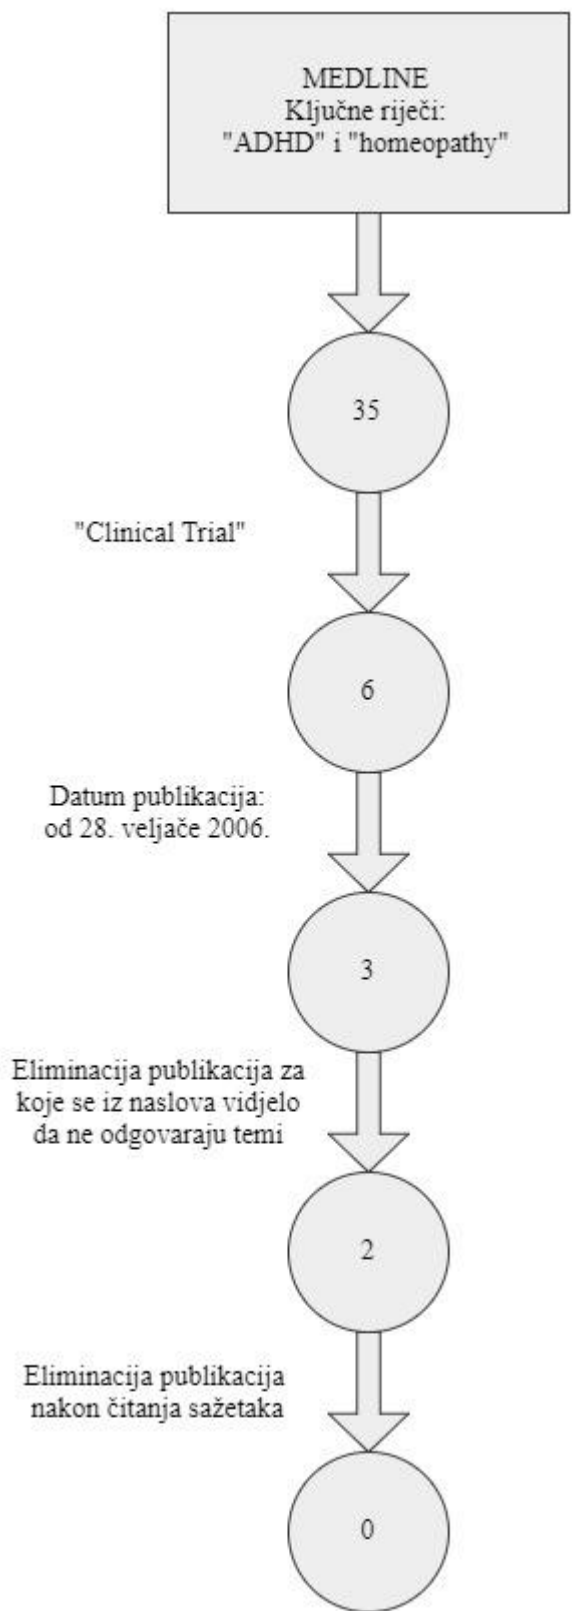 MEDLINE
Ključne riječi:
"ADHD" i "homeopathy"
35
"Clinical Trial"
6
Datum publikacija:
od 28. veljače 2006.
3
Eliminacija publikacija za
koje se iz naslova vidjelo
da ne odgovaraju temi
2
Eliminacija publikacija
nakon čitanja sažetaka
0